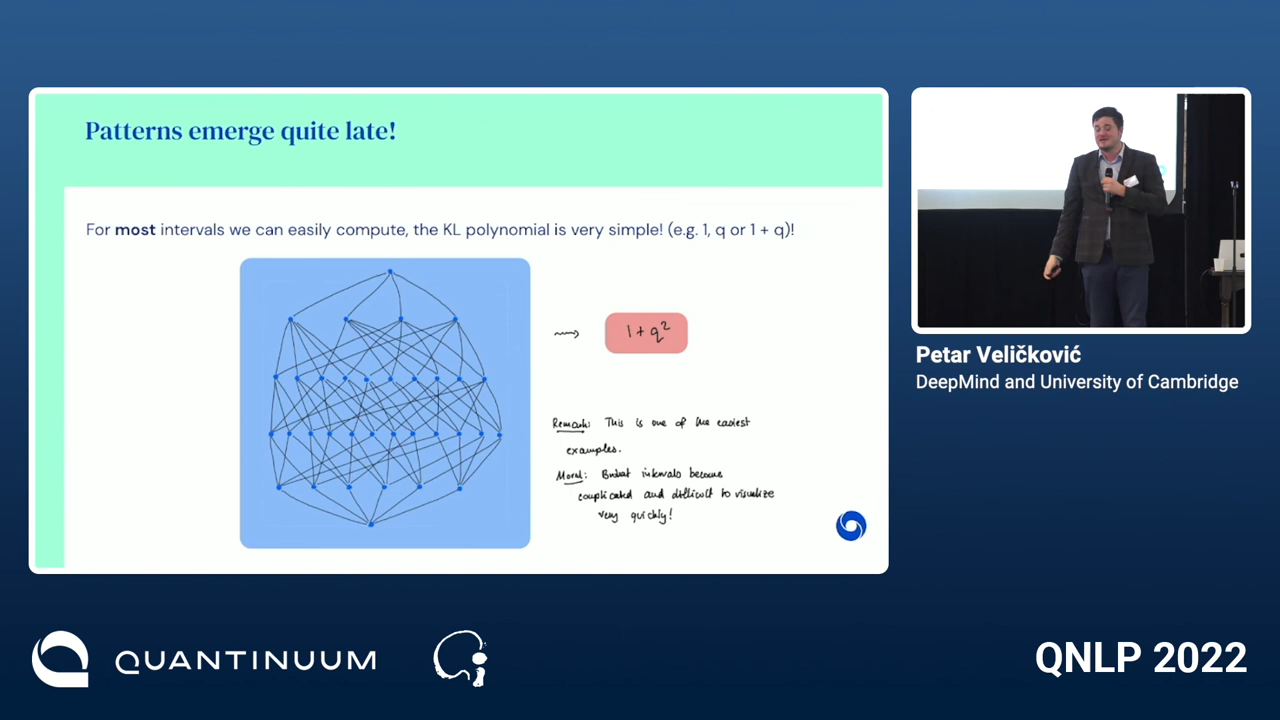 Patterns emerge quite late!
For most intervals we can easily compute, the KL polynomial is very simple! (e.g. 1, q or 1 + q)!
1 + q²
Remark: This is one of the easiest
examples.
Moral: Bruhat intervals become
complicated and difficult to visualize
very quickly!
Petar Veličković
DeepMind and University of Cambridge
QUANTINUUM
QNLP 2022